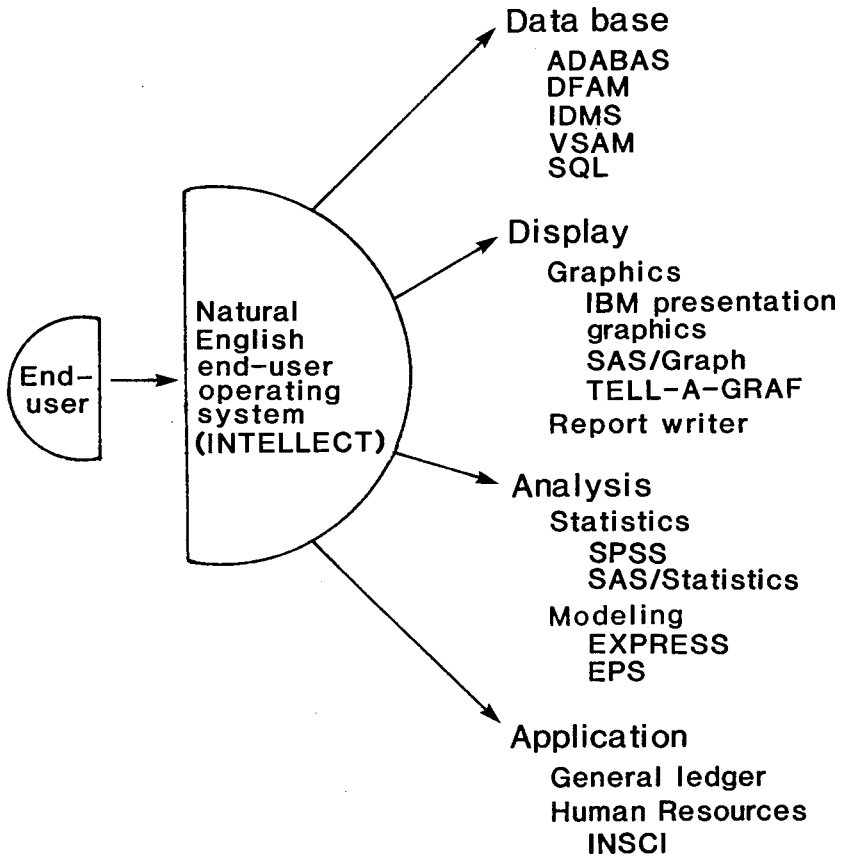 End-
user
Natural
English
end-user
operating
system
(INTELLECT)
Data base
ADABAS
DFAM
IDMS
VSAM
SQL
Display
Graphics
IBM presentation
graphics
SAS/Graph
TELL-A-GRAF
Report writer
Analysis
Statistics
SPSS
SAS/Statistics
Modeling
EXPRESS
EPS
Application
General ledger
Human Resources
INSCI